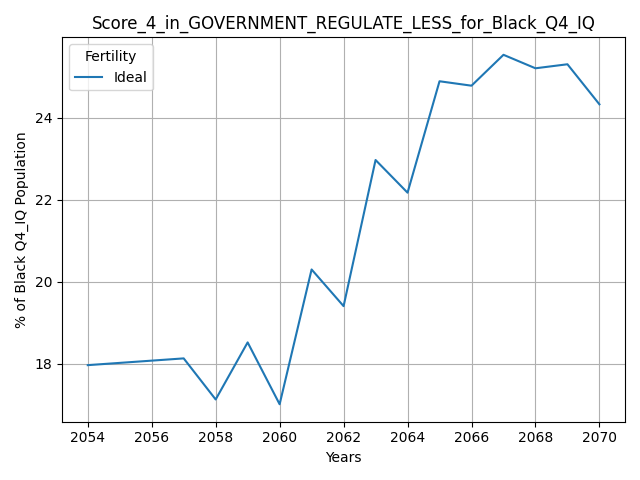 Score_4_in_GOVERNMENT_REGULATE_LESS_for_Black_Q4_IQ
Fertility
Ideal
% of Black Q4_IQ Population
24
22
20
18
2054 2056 2058 2060 2062 2064 2066 2068 2070
Years